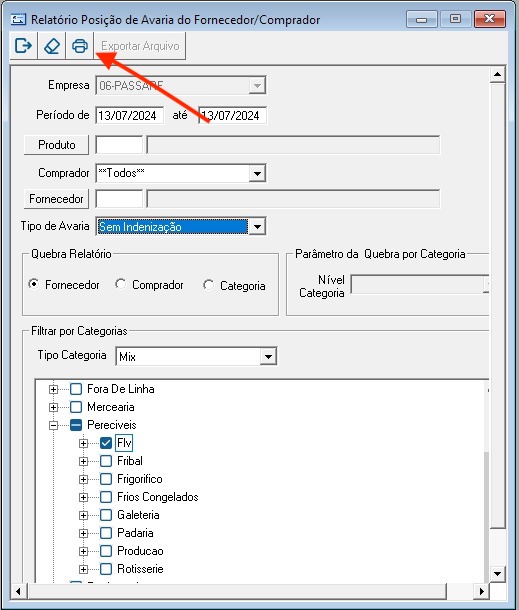 Relatório Posição de Avaria do Fornecedor/Comprador
Exportar Arquivo
Empresa 06-PASSARE
Período de 13/07/2024 até 13/07/2024
Produto
Comprador **Todos**
Fornecedor
Tipo de Avaria Sem Indenização
Quebra Relatório
Fornecedor Comprador Categoria
Parâmetro da Quebra por Categoria
Nível
Categoria
Filtrar por Categorias
Tipo Categoria Mix
Fora De Linha
Mercearia
Pereciveis
Flv
Fribal
Frigorifico
Frios Congelados
Galeteria
Padaria
Producao
Rotisserie